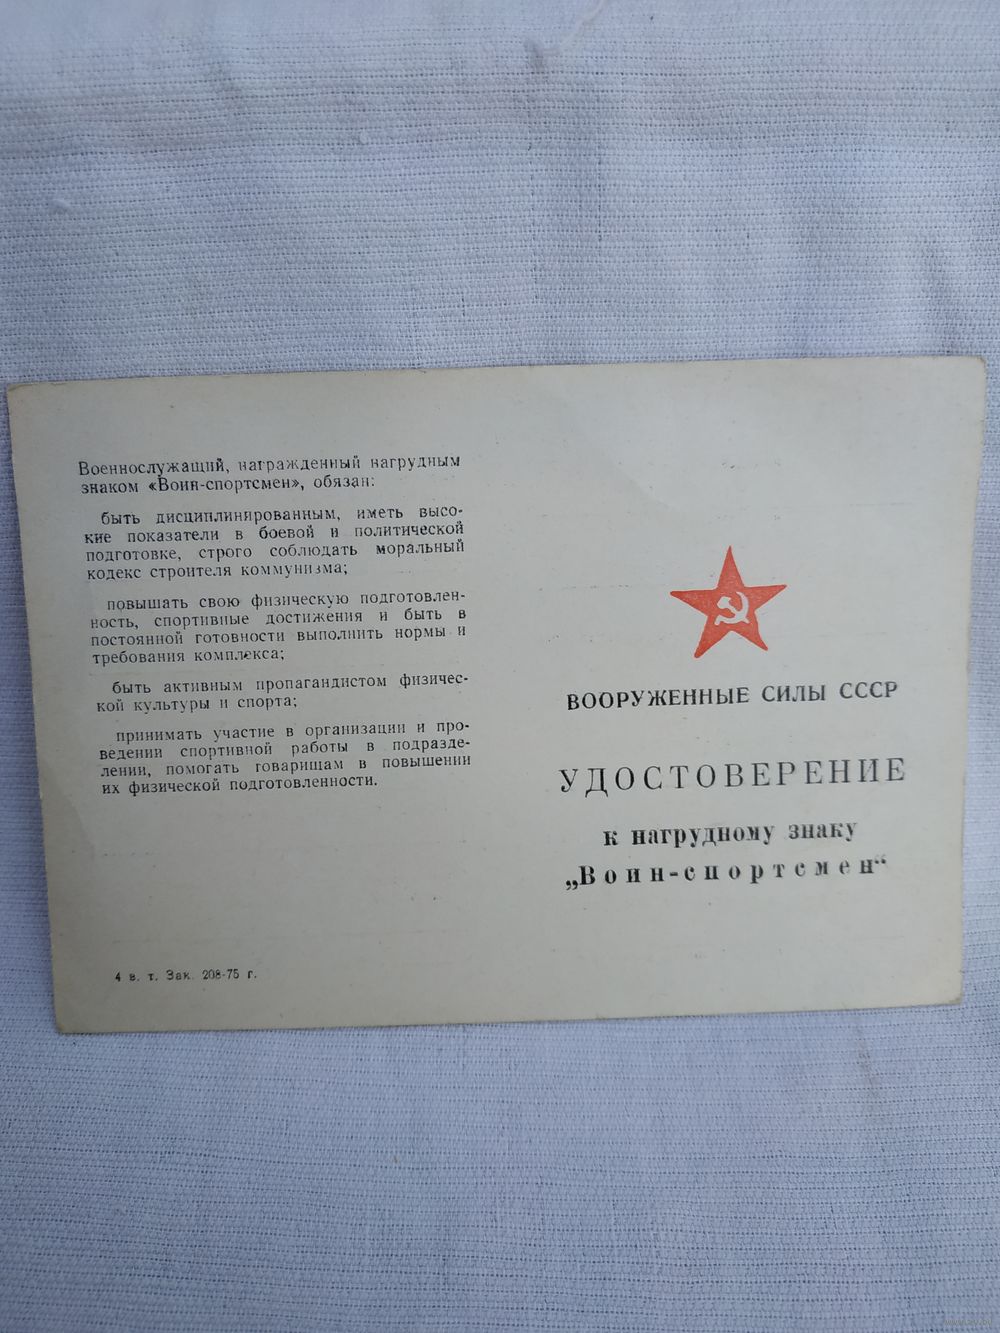 Военнослужащий, награжденный нагрудным
знаком «Воин-спортсмен», обязан:
быть дисциплинированным, иметь высо-
кие показатели в боевой и политической
подготовке, строго соблюдать моральный
кодекс строителя коммунизма;
повышать свою физическую подготовлен-
ность, спортивные достижения и быть в
постоянной готовности выполнить нормы и
требования комплекса;
быть активным пропагандистом физичес-
кой культуры и спорта;
принимать участие в организации и про-
ведении спортивной работы в подразде-
лении, помогать товарищам в повышении
их физической подготовленности.
4 в. т. Зак. 208-75 г.
ВООРУЖЕННЫЕ СИЛЫ СССР
УДОСТОВЕРЕНИЕ
к нагрудному знаку
„Воин-спортсмен“